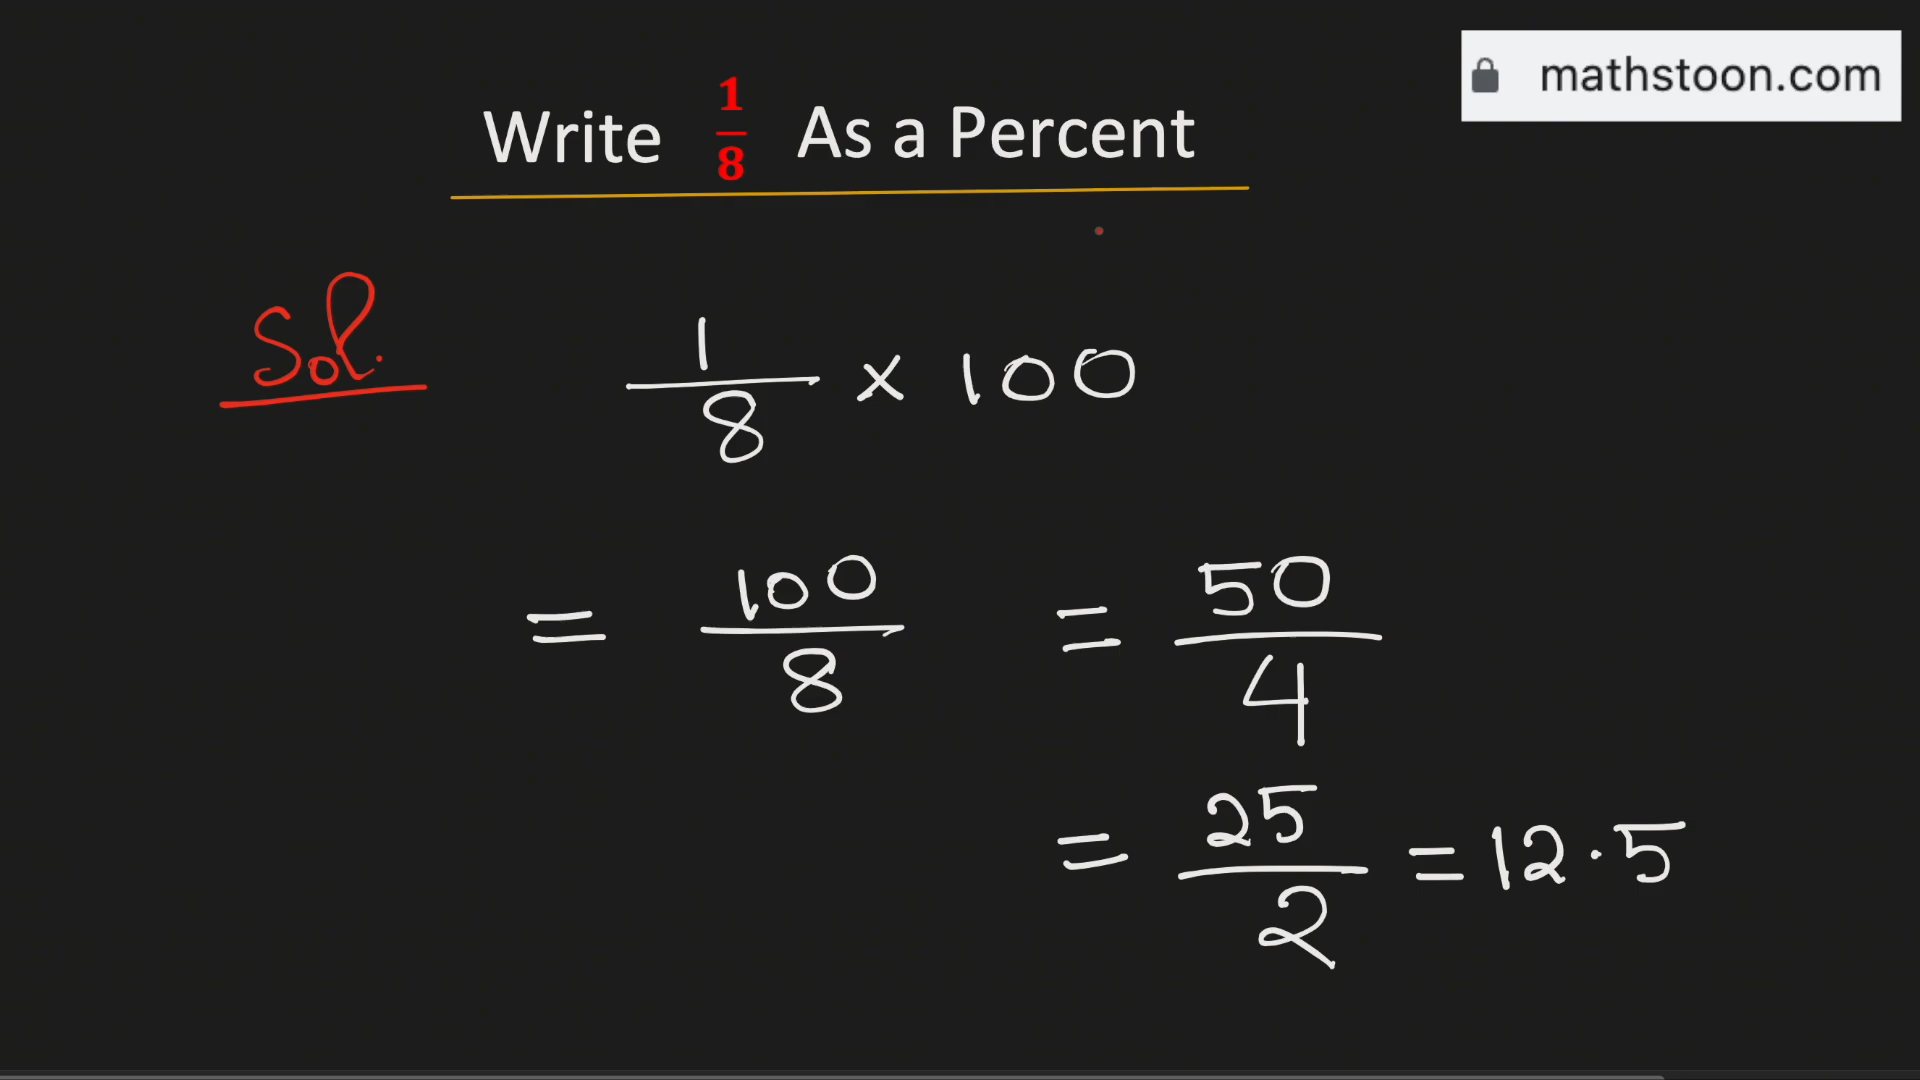 mathstoon.com
Write 1/8 As a Percent
Sol.
1/8 × 100
= 100/8 = 50/4
= 25/2 = 12·5